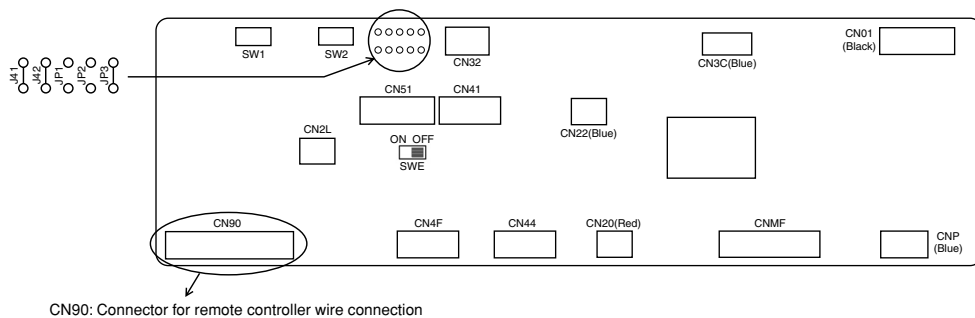 J41 J42 JP1 JP2 JP3
SW1 SW2 CN32 CN3C(Blue) CN01
(Black)
CN51 CN41
CN22(Blue)
CN2L
ON OFF
SWE
CN90 CN4F CN44 CN20(Red) CNMF CNP
(Blue)
CN90: Connector for remote controller wire connection